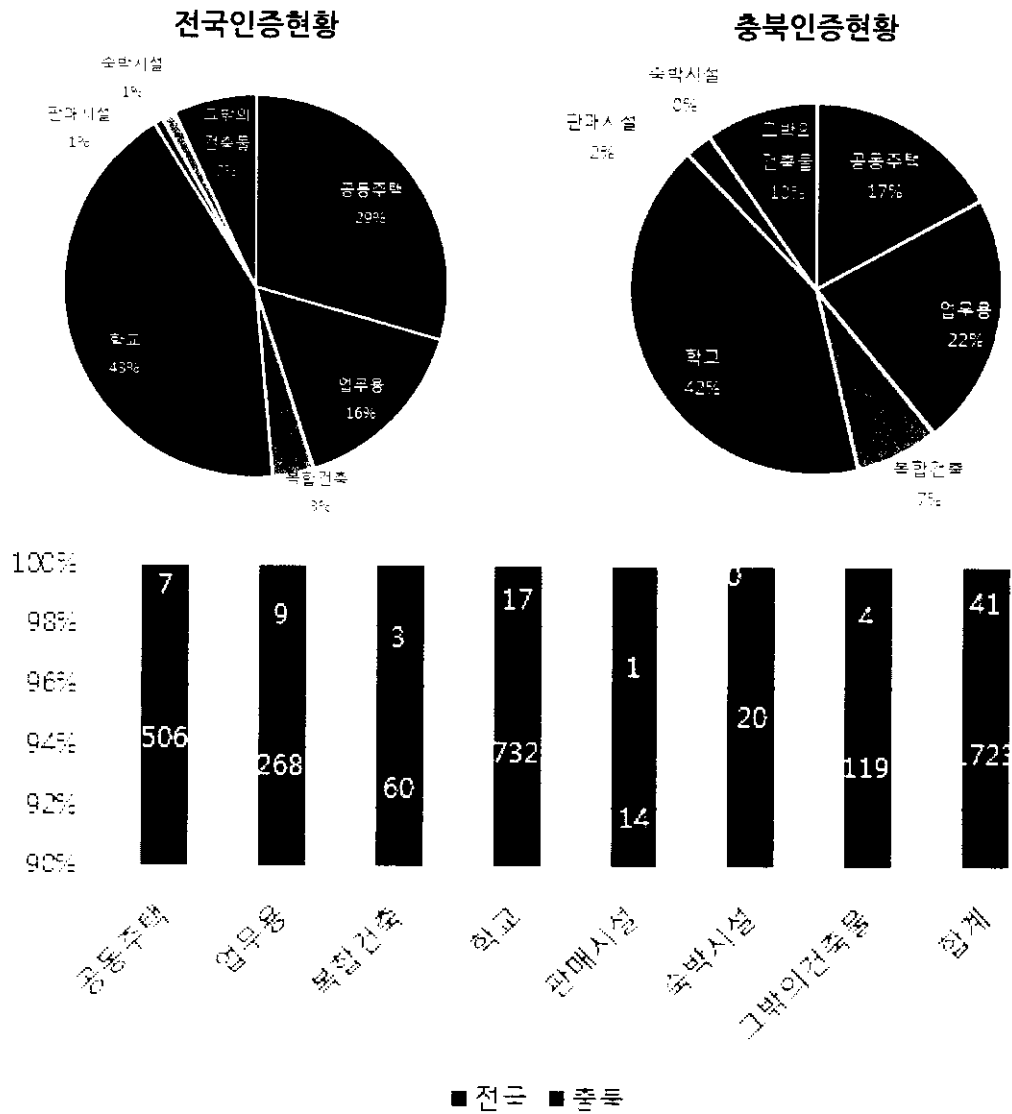 전국인증현황
숙박시설
1%
판매시설
1%
그밖의
건축물
7%
공동주택
29%
학교
43%
업무용
16%
복합건축
3%
충북인증현황
숙박시설
0%
판매시설
2%
그밖의
건축물
10%
공동주택
17%
업무용
22%
학교
42%
복합건축
7%
100%
98%
96%
94%
92%
90%
7 9 3 17 1 0 4 41
506 268 60 732 14 20 119 1723
공동주택 업무용 복합건축 학교 판매시설 숙박시설 그밖의건축물 합계
■ 전국 ■ 충북